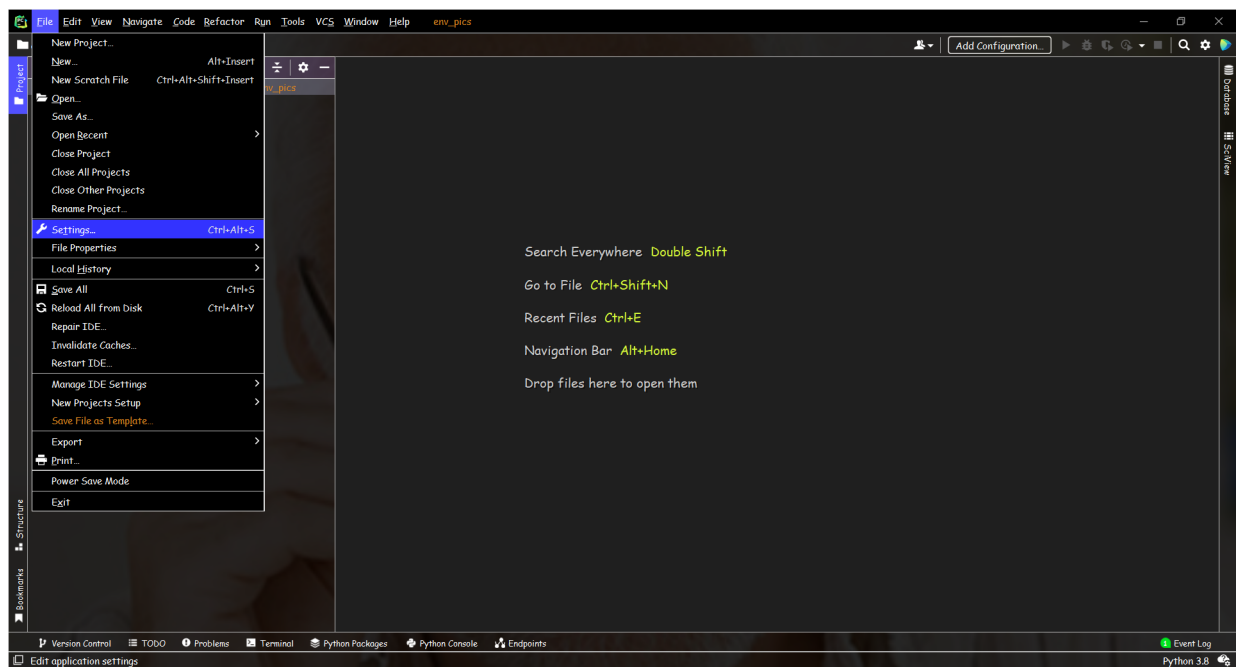 File Edit View Navigate Code Refactor Run Tools VCS Window Help env_pics
Add Configuration...
New Project...
New... Alt+Insert
New Scratch File Ctrl+Alt+Shift+Insert
Open...
Save As...
Open Recent
Close Project
Close All Projects
Close Other Projects
Rename Project...
Settings... Ctrl+Alt+S
File Properties
Local History
Save All Ctrl+S
Reload All from Disk Ctrl+Alt+Y
Repair IDE...
Invalidate Caches...
Restart IDE...
Manage IDE Settings
New Projects Setup
Save File as Template...
Export
Print...
Power Save Mode
Exit
Project
Structure
Bookmarks
Search Everywhere Double Shift
Go to File Ctrl+Shift+N
Recent Files Ctrl+E
Navigation Bar Alt+Home
Drop files here to open them
Database
SciView
Version Control TODO Problems Terminal Python Packages Python Console Endpoints 1 Event Log
Edit application settings Python 3.8